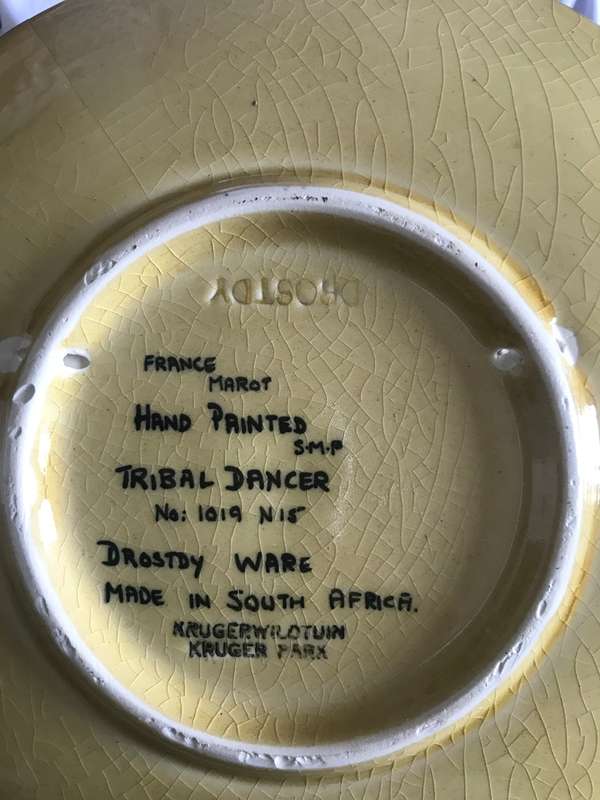 DROSTDY
FRANCE
MAROT
HAND PAINTED
S.M.P
TRIBAL DANCER
No: 1019 N15
DROSTDY WARE
MADE IN SOUTH AFRICA.
KRUGERWILDTUIN
KRUGER PARK